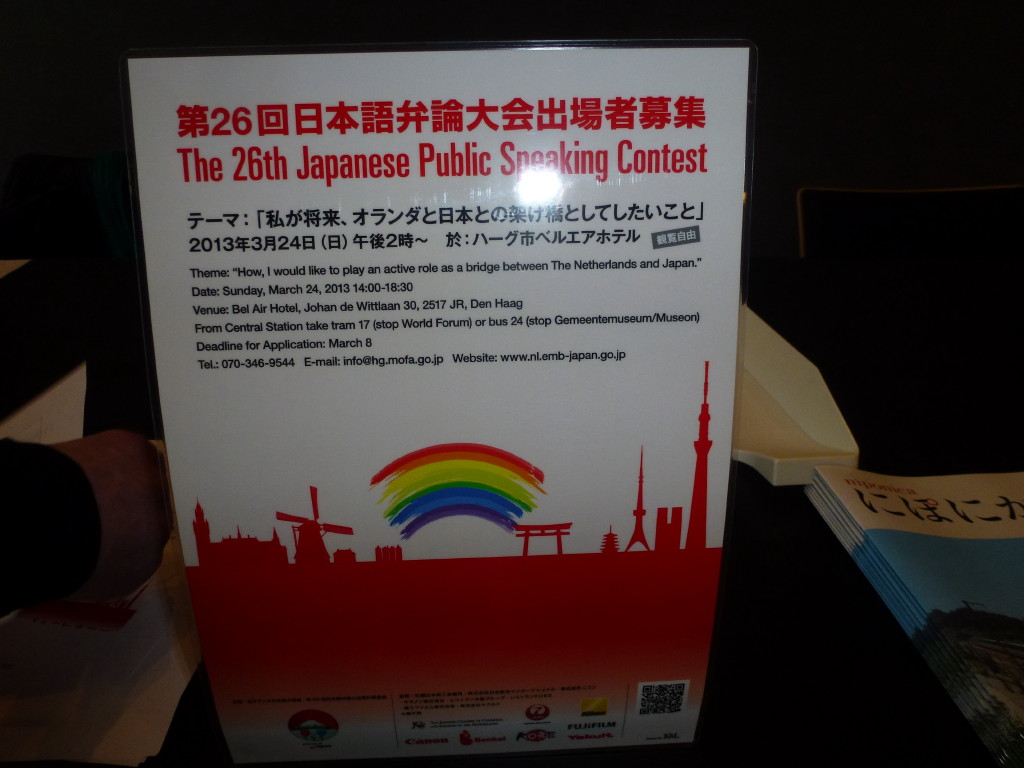 第26回日本語弁論大会出場者募集
The 26th Japanese Public Speaking Contest
テーマ：「私が将来、オランダと日本との架け橋としてしたいこと」
2013年3月24日（日）午後2時～　於：ハーグ市ベルエアホテル　観覧自由
Theme: “How, I would like to play an active role as a bridge between The Netherlands and Japan.”
Date: Sunday, March 24, 2013 14:00-18:30
Venue: Bel Air Hotel, Johan de Wittlaan 30, 2517 JR, Den Haag
From Central Station take tram 17 (stop World Forum) or bus 24 (stop Gemeentemuseum/Museon)
Deadline for Application: March 8
Tel.: 070-346-9544 E-mail: info@hg.mofa.go.jp Website: www.nl.emb-japan.go.jp
niponica
にぽにか
FUJIFILM
Canon
Yakult